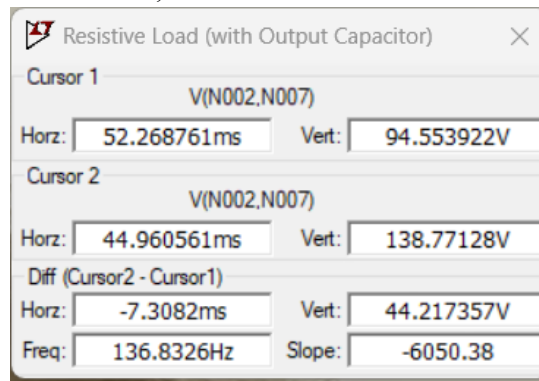 Resistive Load (with Output Capacitor)
Cursor 1
V(N002,N007)
Horz: 52.268761ms Vert: 94.553922V
Cursor 2
V(N002,N007)
Horz: 44.960561ms Vert: 138.77128V
Diff (Cursor2 - Cursor1)
Horz: -7.3082ms Vert: 44.217357V
Freq: 136.8326Hz Slope: -6050.38